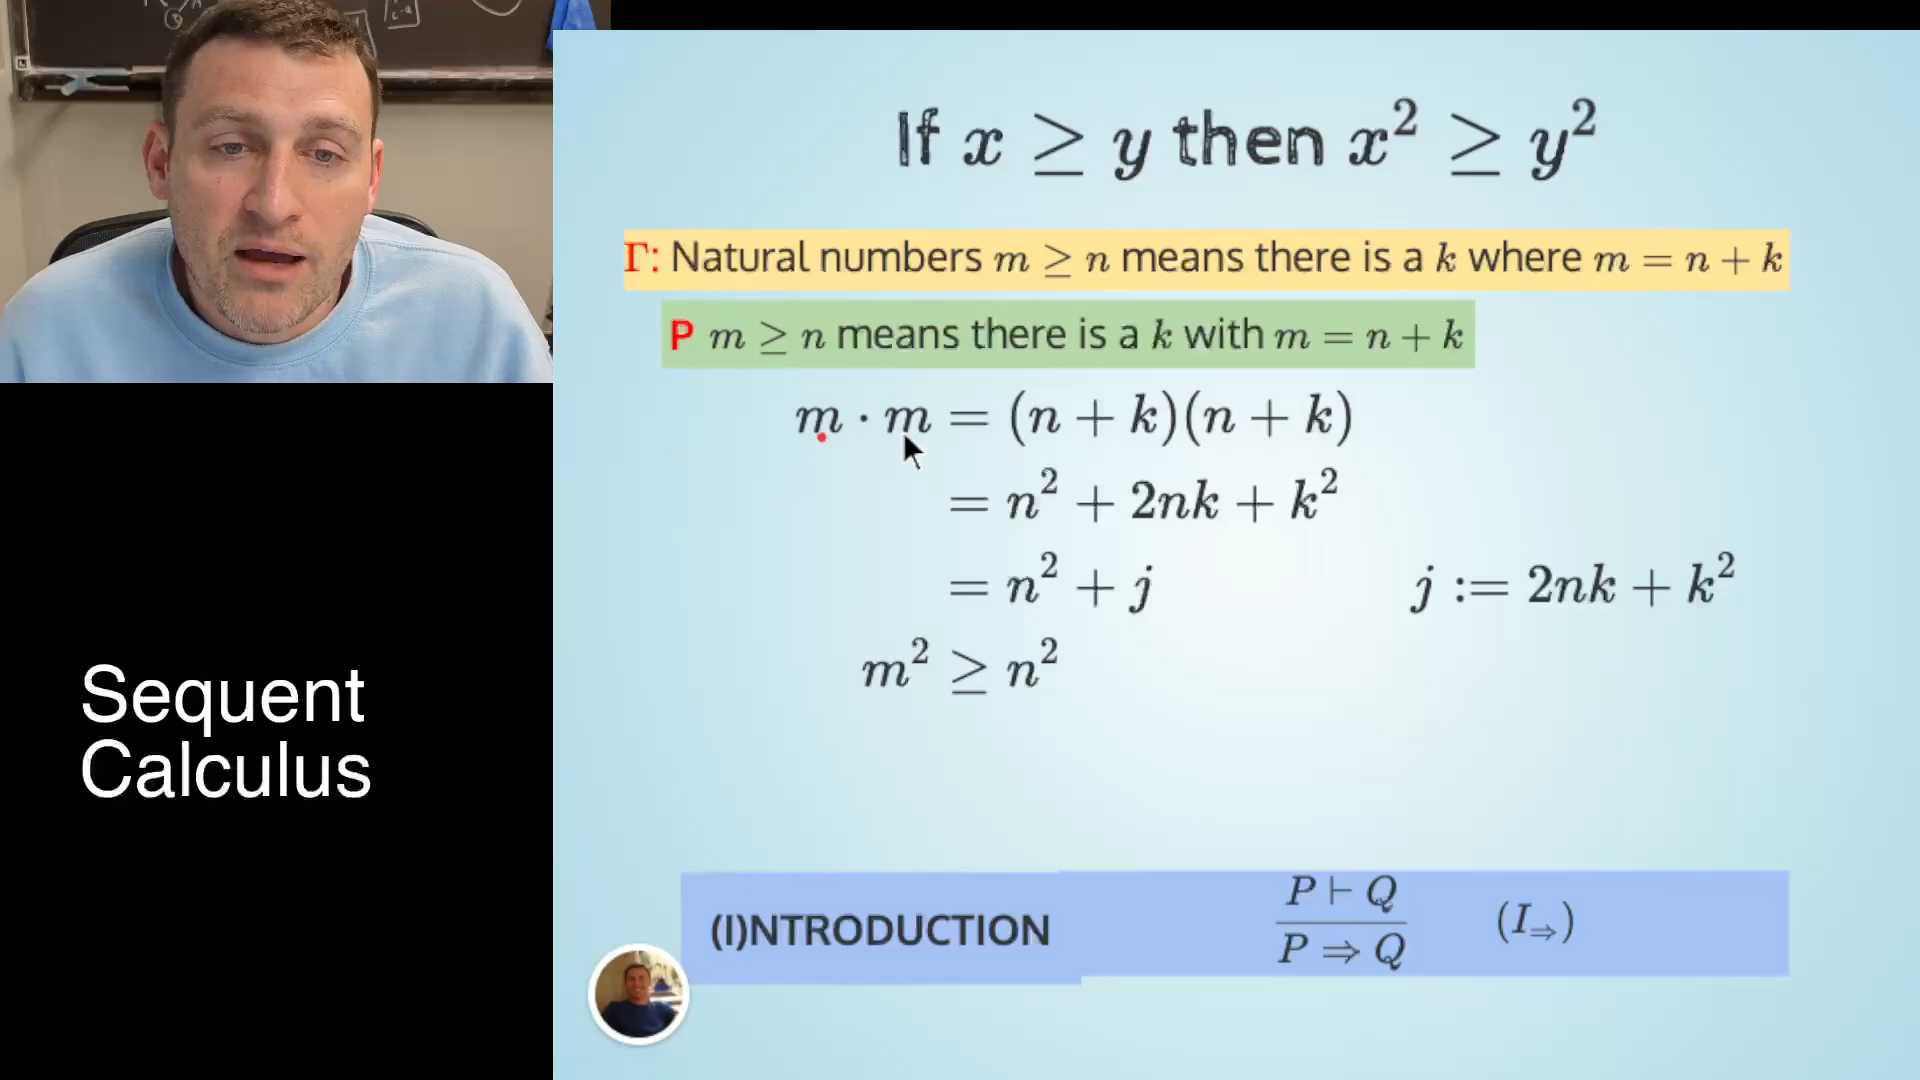 If x ≥ y then x² ≥ y²
Γ: Natural numbers m ≥ n means there is a k where m = n + k
P m ≥ n means there is a k with m = n + k
m · m = (n + k)(n + k)
= n² + 2nk + k²
= n² + j j := 2nk + k²
m² ≥ n²
Sequent
Calculus
(I)NTRODUCTION
P ⊢ Q
P ⇒ Q
(I⇒)